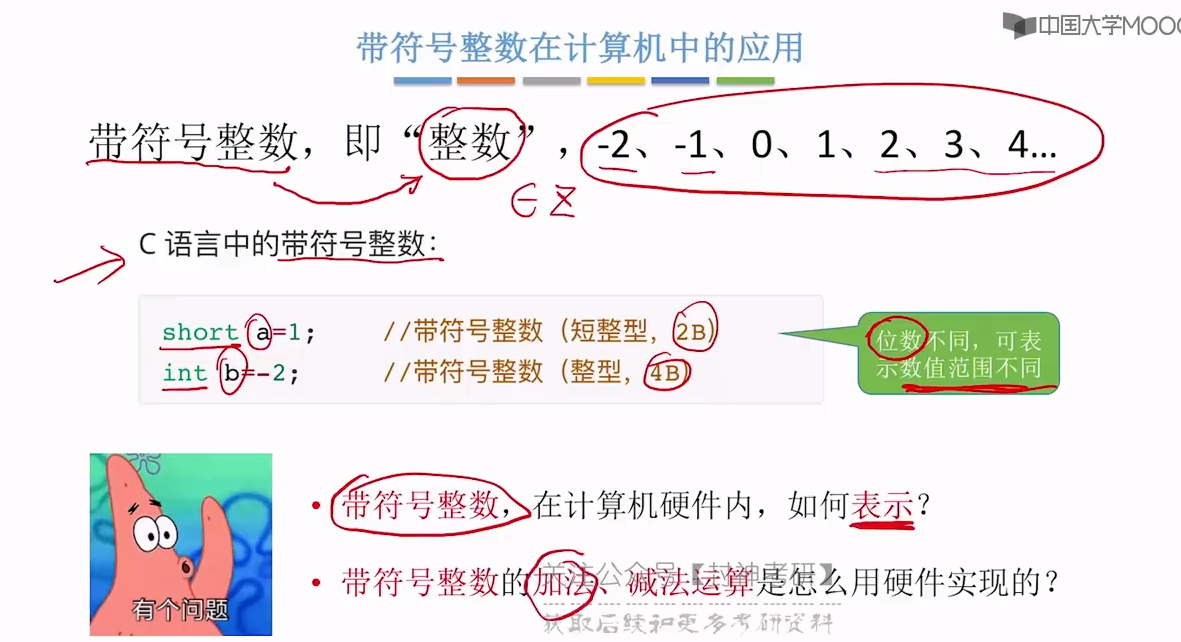 中国大学MOOC
带符号整数在计算机中的应用
带符号整数，即“整数”，-2、-1、0、1、2、3、4…
∈ Z
C 语言中的带符号整数：
short a=1; //带符号整数（短整型，2B）
int b=-2; //带符号整数（整型，4B）
位数不同，可表
示数值范围不同
• 带符号整数，在计算机硬件内，如何表示？
关注公众号【封神考研】
• 带符号整数的加法、减法运算是怎么用硬件实现的？
有个问题
获取后续和更多考研资料